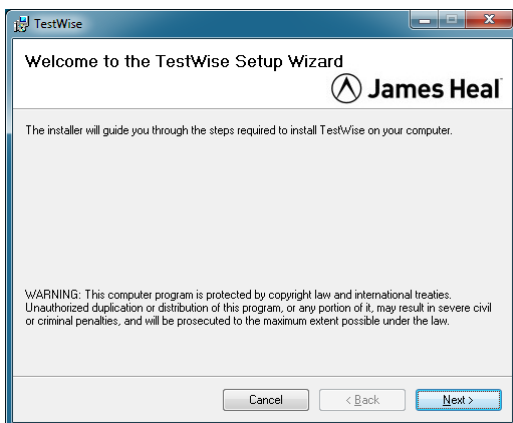 TestWise
Welcome to the TestWise Setup Wizard
James Heal
The installer will guide you through the steps required to install TestWise on your computer.
WARNING: This computer program is protected by copyright law and international treaties.
Unauthorized duplication or distribution of this program, or any portion of it, may result in severe civil
or criminal penalties, and will be prosecuted to the maximum extent possible under the law.
Cancel
< Back
Next >